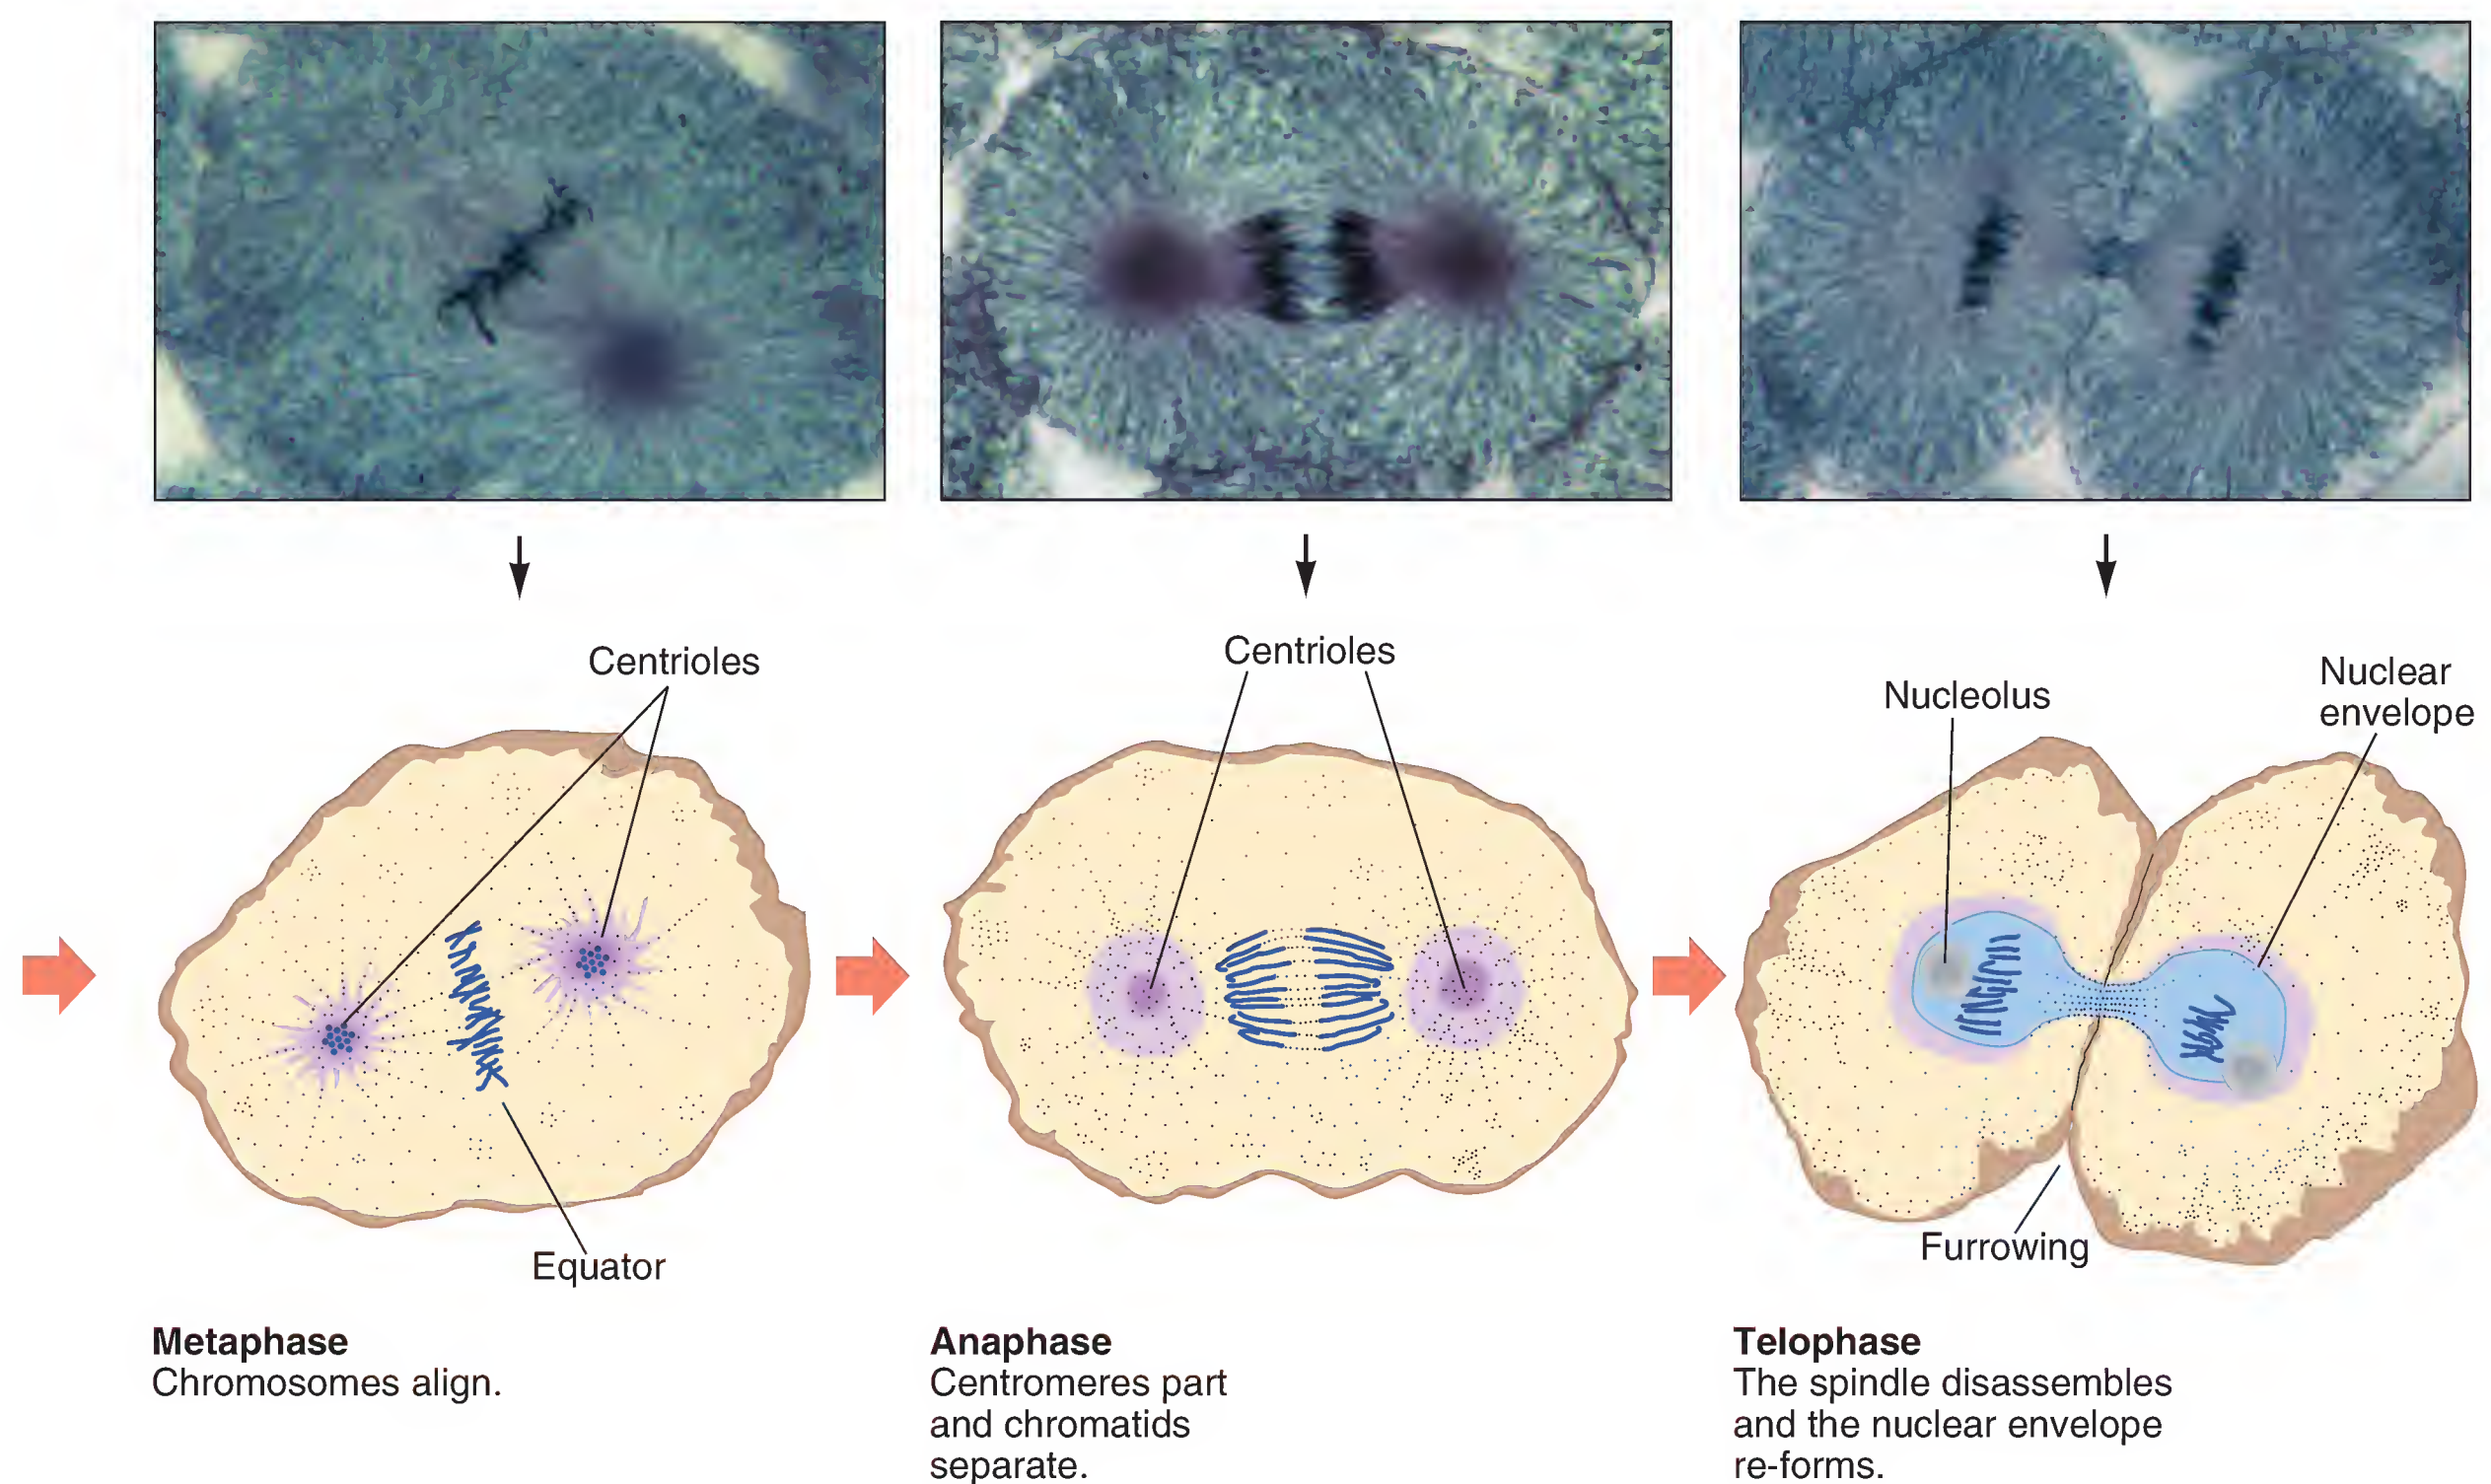 Centrioles
Equator
Metaphase
Chromosomes align.
Centrioles
Anaphase
Centromeres part
and chromatids
separate.
Nucleolus
Nuclear
envelope
Furrowing
Telophase
The spindle disassembles
and the nuclear envelope
re-forms.